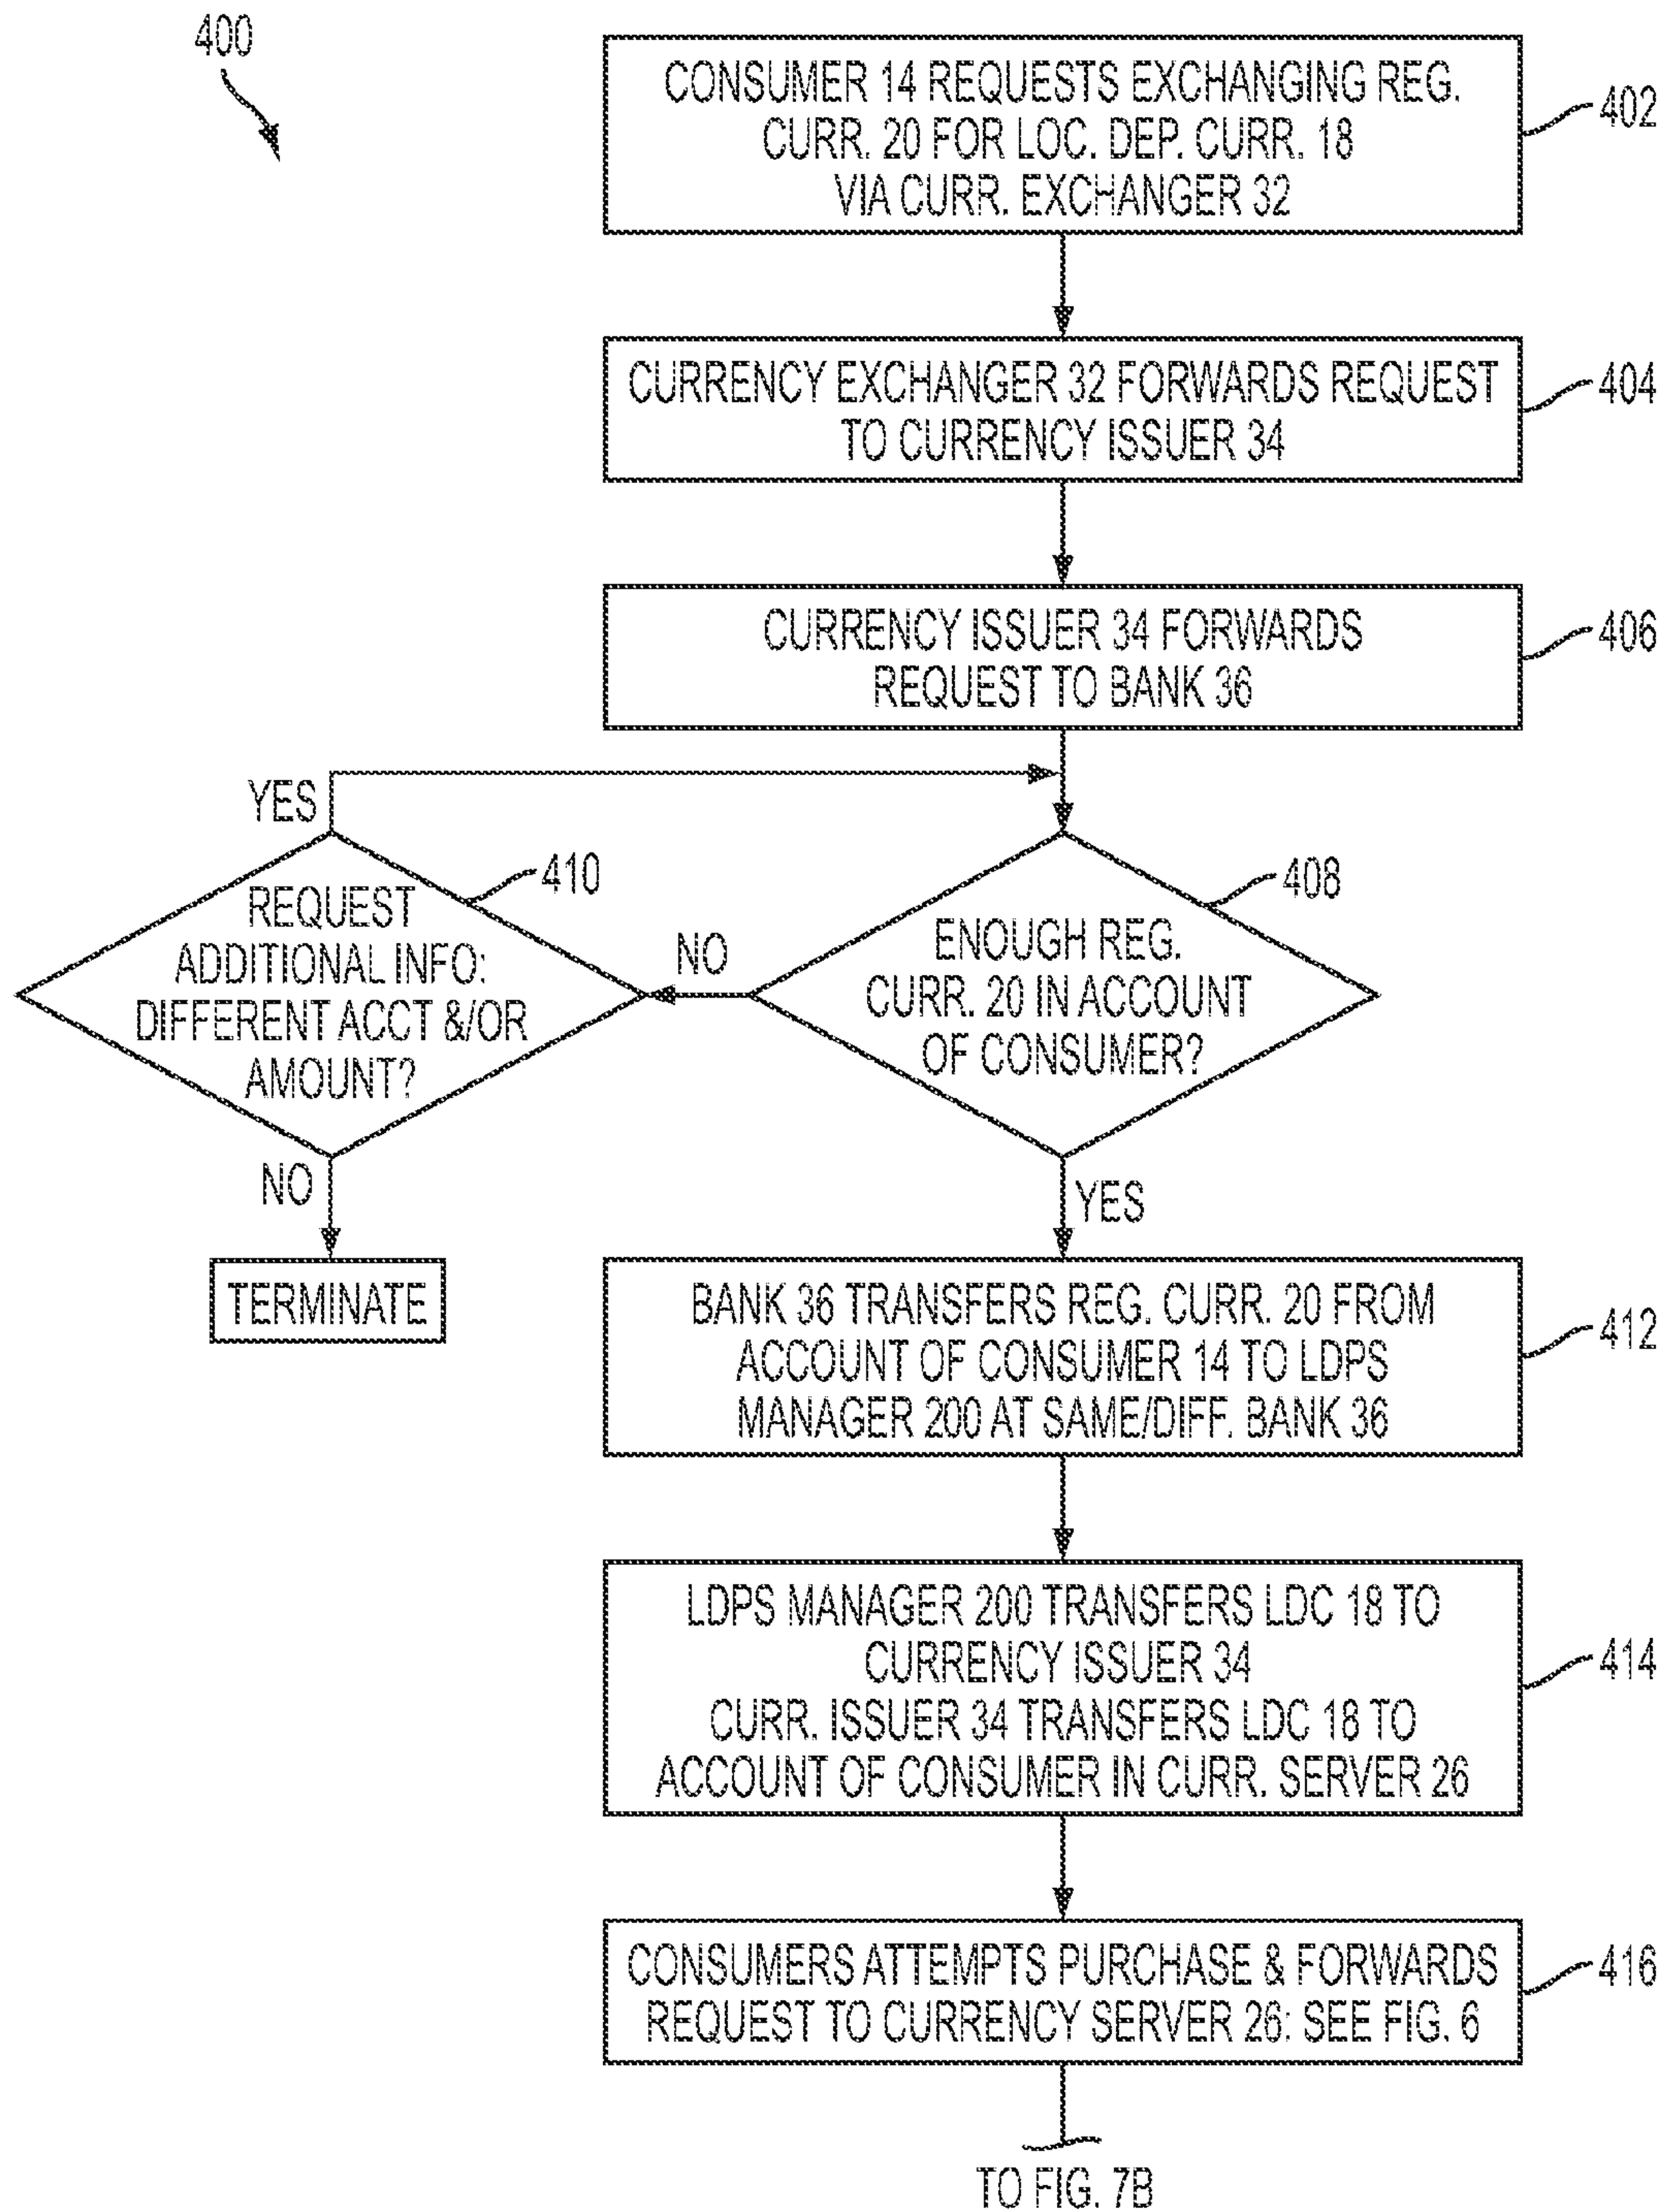 400
CONSUMER 14 REQUESTS EXCHANGING REG.
CURR. 20 FOR LOC. DEP. CURR. 18
VIA CURR. EXCHANGER 32
402
CURRENCY EXCHANGER 32 FORWARDS REQUEST
TO CURRENCY ISSUER 34
404
CURRENCY ISSUER 34 FORWARDS
REQUEST TO BANK 36
406
YES
410
REQUEST
ADDITIONAL INFO:
DIFFERENT ACCT &/OR
AMOUNT?
NO
408
ENOUGH REG.
CURR. 20 IN ACCOUNT
OF CONSUMER?
NO
YES
TERMINATE
BANK 36 TRANSFERS REG. CURR. 20 FROM
ACCOUNT OF CONSUMER 14 TO LDPS
MANAGER 200 AT SAME/DIFF. BANK 36
412
LDPS MANAGER 200 TRANSFERS LDC 18 TO
CURRENCY ISSUER 34
CURR. ISSUER 34 TRANSFERS LDC 18 TO
ACCOUNT OF CONSUMER IN CURR. SERVER 26
414
CONSUMERS ATTEMPTS PURCHASE & FORWARDS
REQUEST TO CURRENCY SERVER 26: SEE FIG. 6
416
TO FIG. 7B